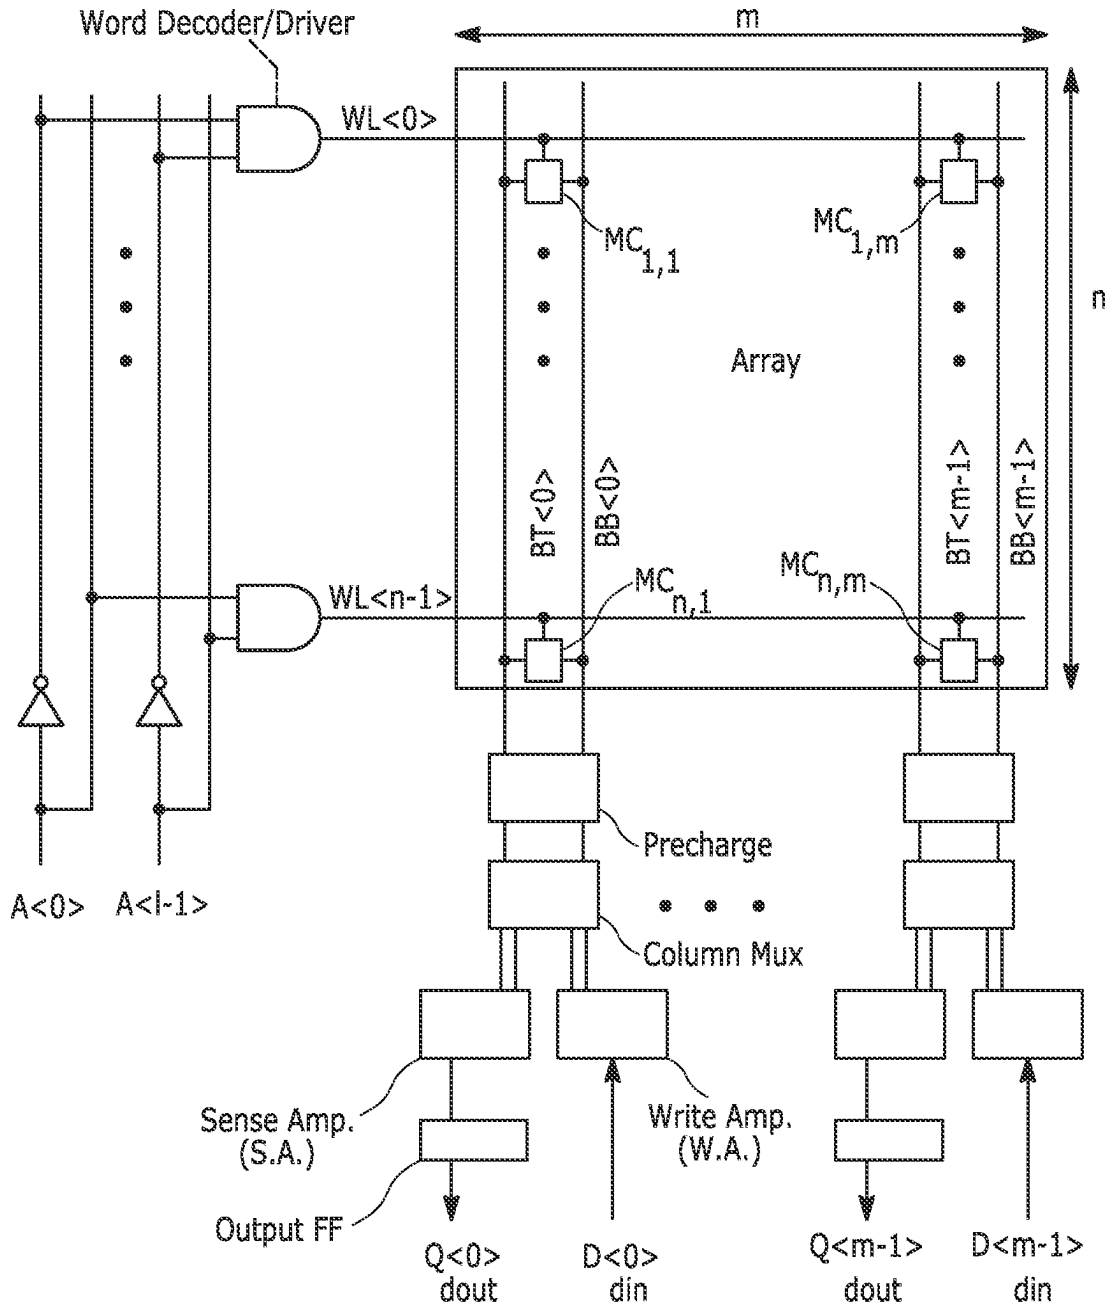 m
Word Decoder/Driver
WL<0>
MC1,1
MC1,m
n
Array
BT<0>
BB<0>
BT<m-1>
BB<m-1>
WL<n-1>
MCn,1
MCn,m
Precharge
A<0>
A<l-1>
Column Mux
Sense Amp.
(S.A.)
Write Amp.
(W.A.)
Output FF
Q<0>
dout
D<0>
din
Q<m-1>
dout
D<m-1>
din